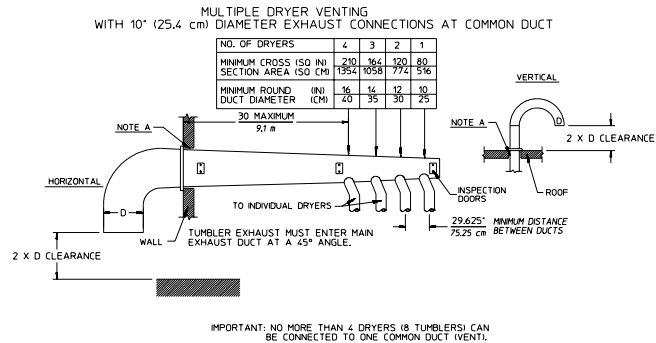 MULTIPLE DRYER VENTING
WITH 10" (25.4 cm) DIAMETER EXHAUST CONNECTIONS AT COMMON DUCT
NO. OF DRYERS 4 3 2 1
MINIMUM CROSS (SQ IN) 210 164 120 80
SECTION AREA (SQ CM) 1354 1058 774 516
MINIMUM ROUND (IN) 16 14 12 10
DUCT DIAMETER (CM) 40 35 30 25
VERTICAL
30 MAXIMUM
9.1 m
NOTE A
NOTE A
D
2 X D CLEARANCE
HORIZONTAL
INSPECTION
DOORS
ROOF
D
TO INDIVIDUAL DRYERS
29.625" MINIMUM DISTANCE
75.25 cm BETWEEN DUCTS
WALL
TUMBLER EXHAUST MUST ENTER MAIN
EXHAUST DUCT AT A 45° ANGLE.
2 X D CLEARANCE
IMPORTANT: NO MORE THAN 4 DRYERS (8 TUMBLERS) CAN
BE CONNECTED TO ONE COMMON DUCT (VENT).